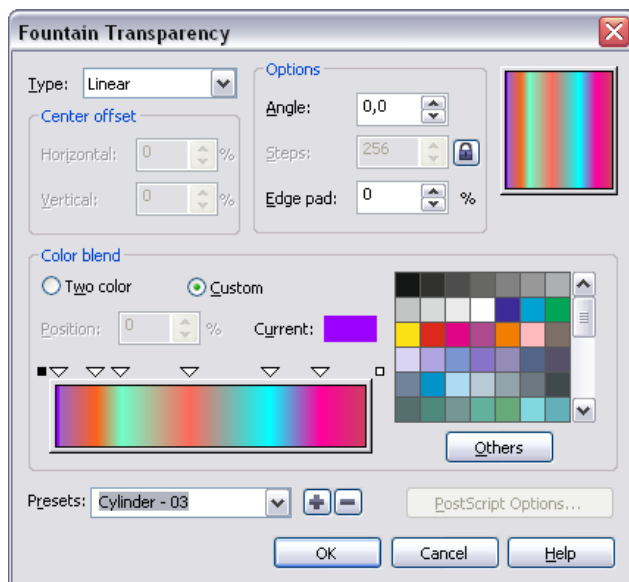 Fountain Transparency
Type: Linear
Options
Angle: 0,0
Center offset
Horizontal: 0 %
Steps: 256
Vertical: 0 %
Edge pad: 0 %
Color blend
Two color Custom
Position: 0 % Current:
Others
Presets: Cylinder - 03 PostScript Options...
OK Cancel Help